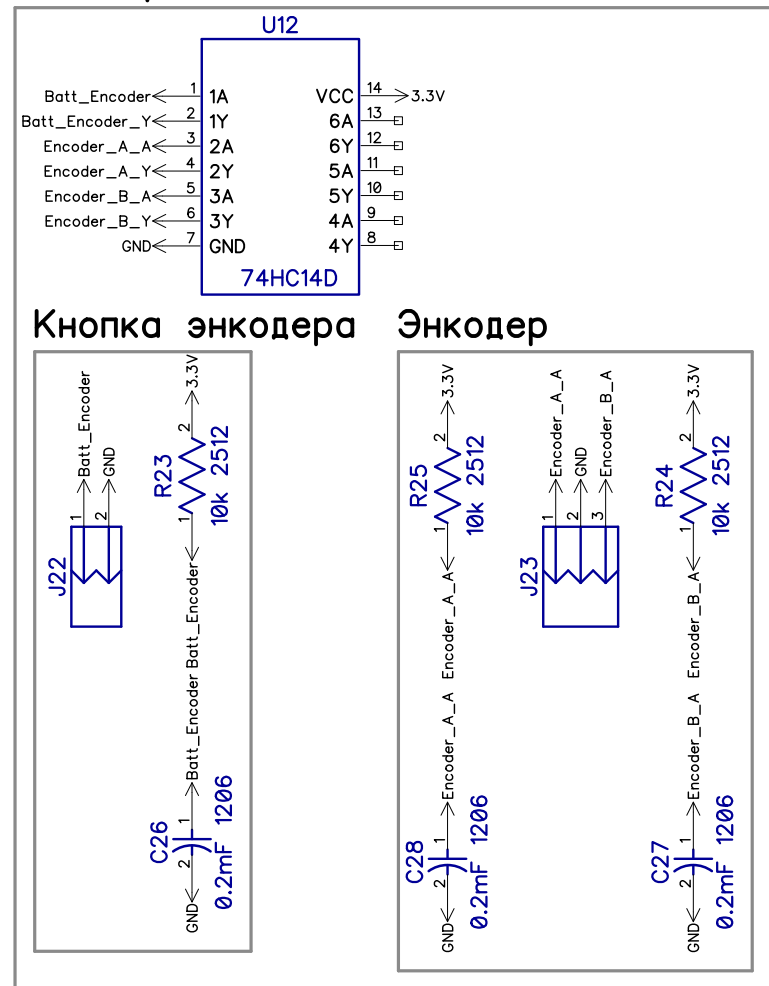 U12
Batt_Encoder 1 1A VCC 14 3.3V
Batt_Encoder_Y 2 1Y 6A 13
Encoder_A_A 3 2A 6Y 12
Encoder_A_Y 4 2Y 5A 11
Encoder_B_A 5 3A 5Y 10
Encoder_B_Y 6 3Y 4A 9
GND 7 GND 4Y 8
74HC14D
Кнопка энкодера
Batt_Encoder
GND
1
2
J22
3.3V
2
R23
10k 2512
1
Batt_Encoder
Batt_Encoder
1
C26
1206
0.2mF
2
GND
Энкодер
3.3V
2
R25
10k 2512
1
Encoder_A_A
Encoder_A_A
1
C28
1206
0.2mF
2
GND
Encoder_A_A
GND
Encoder_B_A
1
2
3
J23
3.3V
2
R24
10k 2512
1
Encoder_B_A
Encoder_B_A
1
C27
1206
0.2mF
2
GND